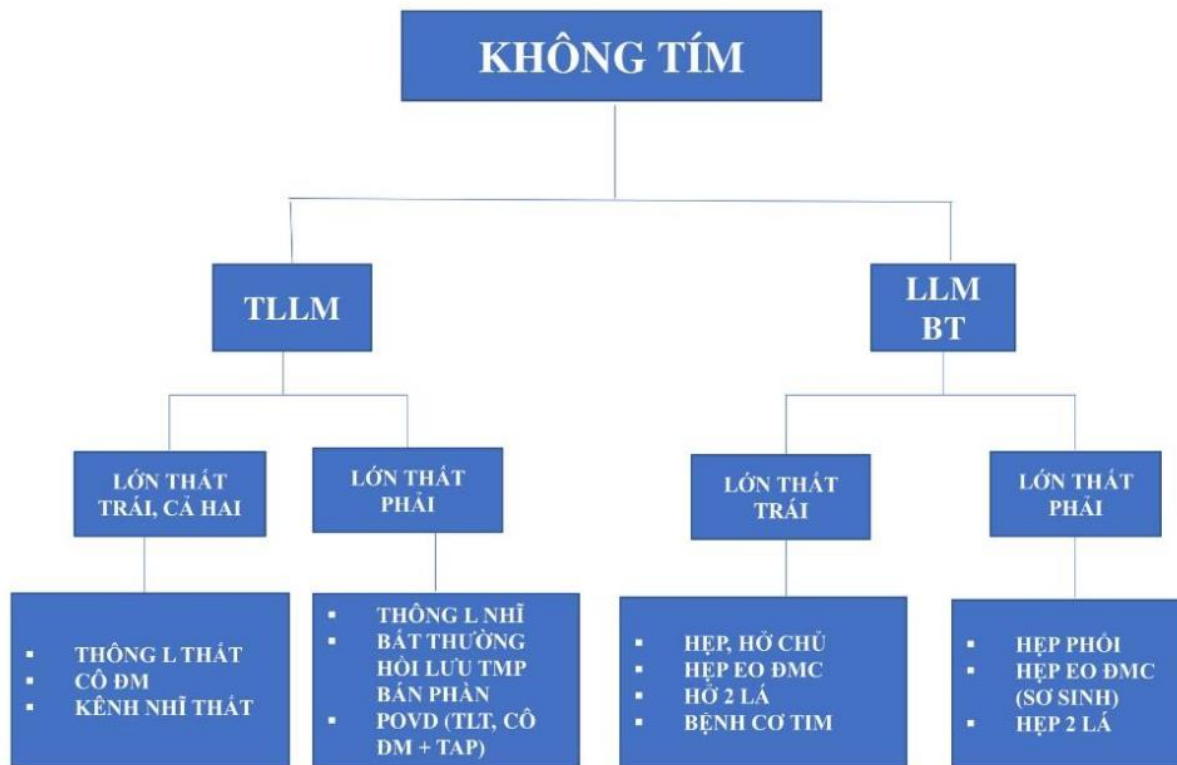 KHÔNG TÍM
TLLM
LLM
BT
LỚN THẤT
TRÁI, CẢ HAI
LỚN THẤT
PHẢI
LỚN THẤT
TRÁI
LỚN THẤT
PHẢI
▪ THÔNG L THẤT
▪ CÒ ĐM
▪ KÊNH NHĨ THẤT
▪ THÔNG L NHĨ
▪ BẤT THƯỜNG
HỒI LƯU TMP
BÁN PHẦN
▪ POVD (TLT, CÒ
ĐM + TAP)
▪ HẸP, HỞ CHỦ
▪ HẸP EO ĐMC
▪ HỞ 2 LÁ
▪ BỆNH CƠ TIM
▪ HẸP PHỔI
▪ HẸP EO ĐMC
(SƠ SINH)
▪ HẸP 2 LÁ